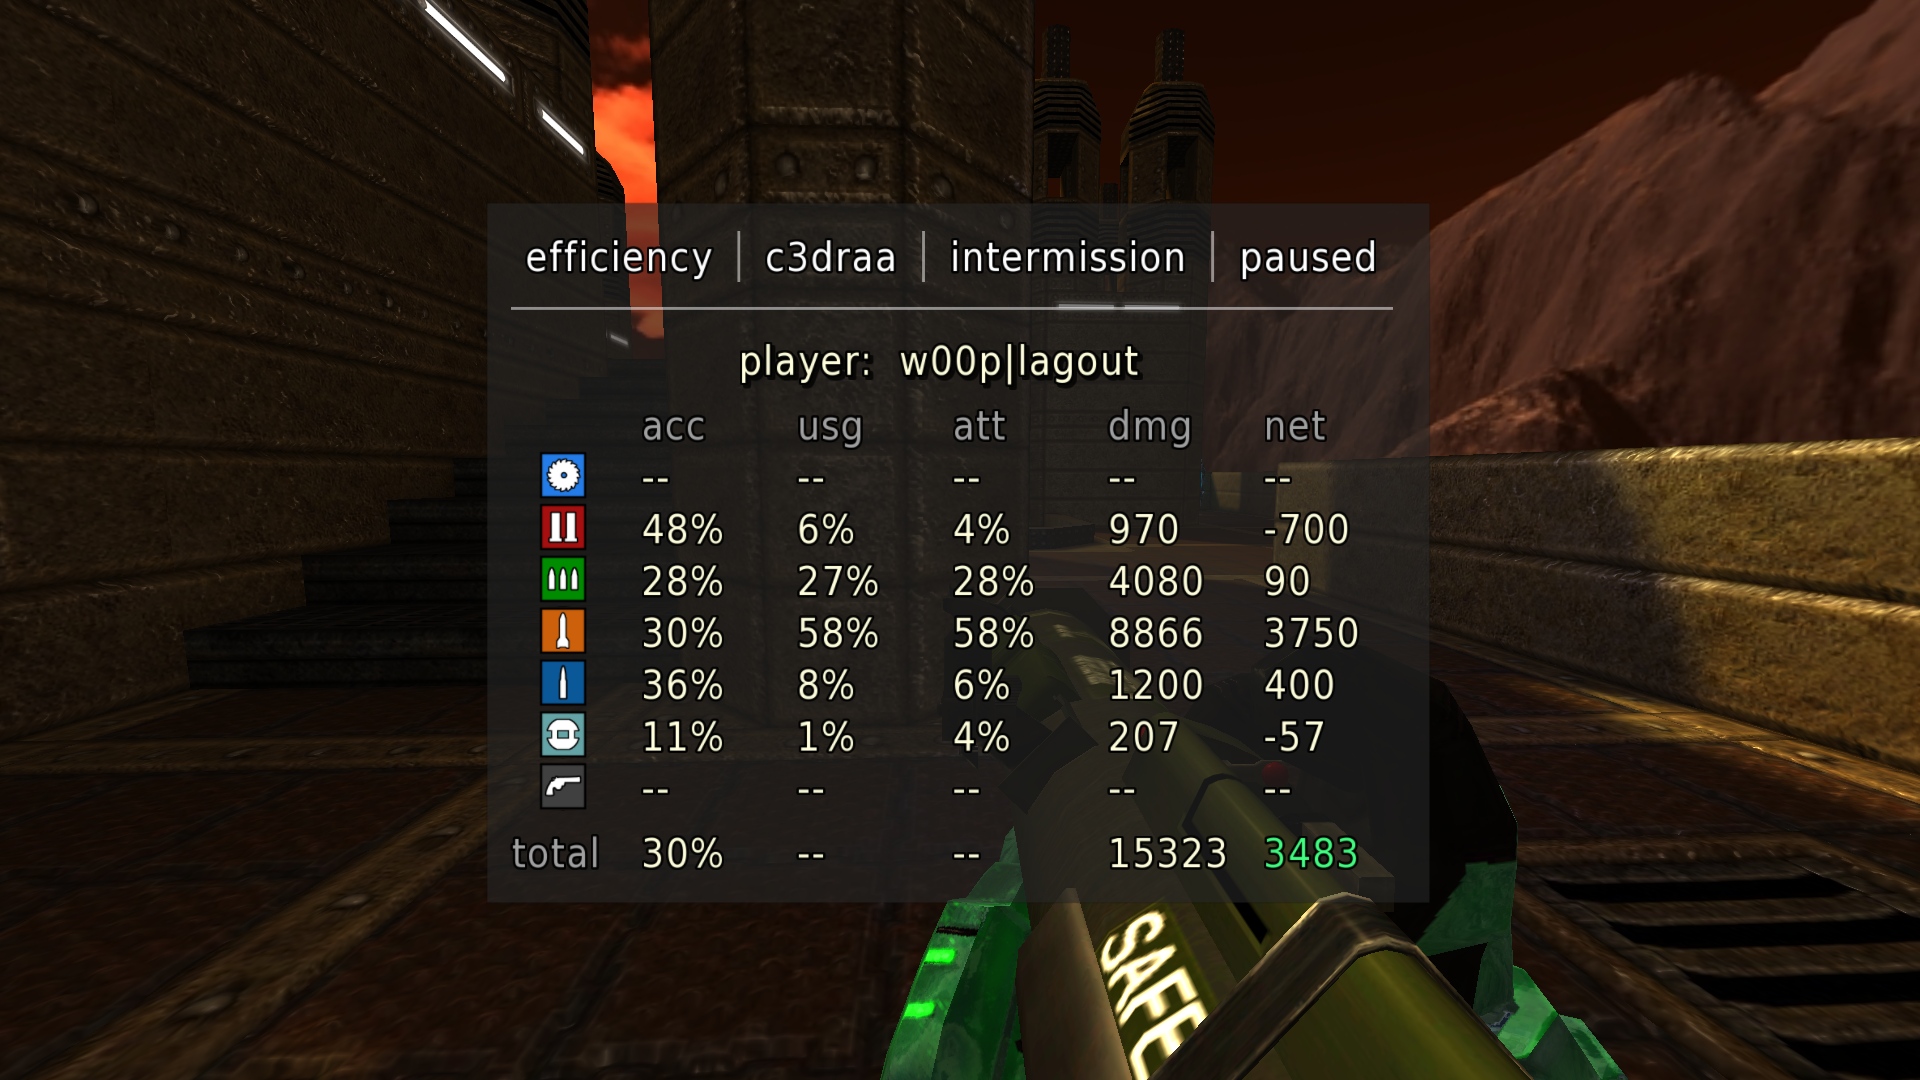 efficiency | c3draa | intermission | paused
player: w00p|lagout
acc usg att dmg net
-- -- -- -- --
48% 6% 4% 970 -700
28% 27% 28% 4080 90
30% 58% 58% 8866 3750
36% 8% 6% 1200 400
11% 1% 4% 207 -57
-- -- -- -- --
total 30% -- -- 15323 3483